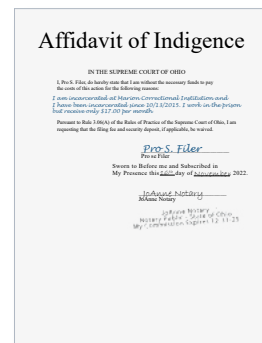 Affidavit of Indigence
IN THE SUPREME COURT OF OHIO
I, Pro S. Filer, do hereby state that I am without the necessary funds to pay
the costs of this action for the following reasons:
I am incarcerated at Marion Correctional Institution and
I have been incarcerated since 10/13/2015. I work in the prison
but receive only $17.00 per month.
Pursuant to Rule 3.06(A) of the Rules of Practice of the Supreme Court of Ohio, I am
requesting that the filing fee and security deposit, if applicable, be waived.
Pro S. Filer
Pro se Filer
Sworn to Before me and Subscribed in
My Presence this day of November 2022.
JoAnne Notary
JoAnne Notary
JoAnne Notary
Notary Public - State of Ohio
My Commission Expires 12-11-25